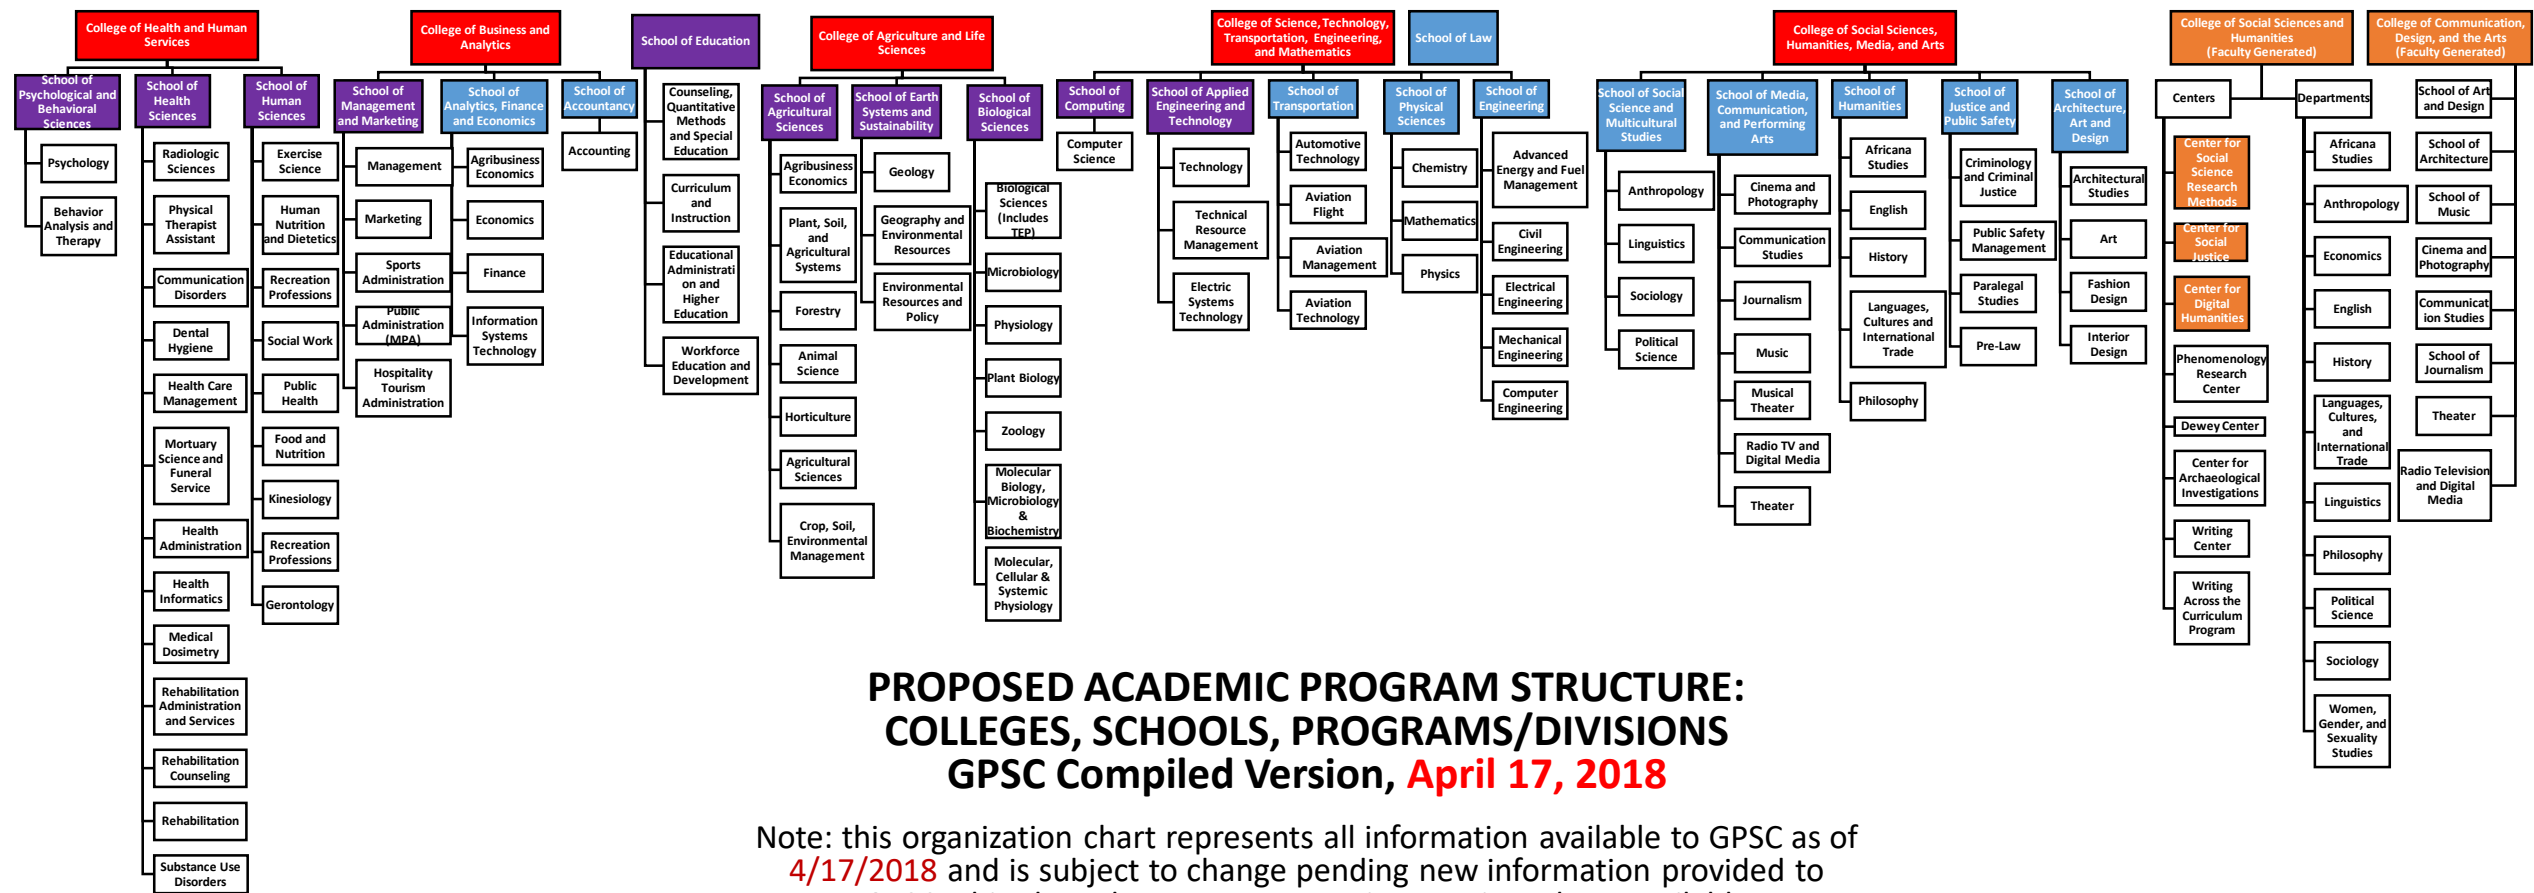 College of Health and Human
Services
School of
Psychological and
Behavioral
Sciences
Psychology
Behavior
Analysis and
Therapy
School of
Health
Sciences
Radiologic
Sciences
Physical
Therapist
Assistant
Communication
Disorders
Dental
Hygiene
Health Care
Management
Mortuary
Science and
Funeral
Service
Health
Administration
Health
Informatics
Medical
Dosimetry
Rehabilitation
Administration
and Services
Rehabilitation
Counseling
Rehabilitation
Substance Use
Disorders
School of
Human
Sciences
Exercise
Science
Human
Nutrition
and Dietetics
Recreation
Professions
Social Work
Public
Health
Food and
Nutrition
Kinesiology
Recreation
Professions
Gerontology
College of Business and
Analytics
School of
Management
and Marketing
Management
Marketing
Sports
Administration
Public
Administration
(MPA)
Hospitality
Tourism
Administration
School of
Analytics, Finance
and Economics
Agribusiness
Economics
Economics
Finance
Information
Systems
Technology
School of
Accountancy
Accounting
School of Education
Counseling,
Quantitative
Methods
and Special
Education
Curriculum
and
Instruction
Educational
Administrati
on and
Higher
Education
Workforce
Education and
Development
College of Agriculture and Life
Sciences
School of
Agricultural
Sciences
Agribusiness
Economics
Plant, Soil,
and
Agricultural
Systems
Forestry
Animal
Science
Horticulture
Agricultural
Sciences
Crop, Soil,
Environmental
Management
School of Earth
Systems and
Sustainability
Geology
Geography and
Environmental
Resources
Environmental
Resources and
Policy
School of
Biological
Sciences
Biological
Sciences
(Includes
TEP)
Microbiology
Physiology
Plant Biology
Zoology
Molecular
Biology,
Microbiology
&
Biochemistry
Molecular,
Cellular &
Systemic
Physiology
College of Science, Technology,
Transportation, Engineering,
and Mathematics
School of
Computing
Computer
Science
School of Applied
Engineering and
Technology
Technology
Technical
Resource
Management
Electric
Systems
Technology
School of
Transportation
Automotive
Technology
Aviation
Flight
Aviation
Management
Aviation
Technology
School of
Physical
Sciences
Chemistry
Mathematics
Physics
School of
Engineering
Advanced
Energy and Fuel
Management
Civil
Engineering
Electrical
Engineering
Mechanical
Engineering
Computer
Engineering
School of Law
College of Social Sciences,
Humanities, Media, and Arts
School of Social
Science and
Multicultural
Studies
Anthropology
Linguistics
Sociology
Political
Science
School of Media,
Communication,
and Performing
Arts
Cinema and
Photography
Communication
Studies
Journalism
Music
Musical
Theater
Radio TV and
Digital Media
Theater
School of
Humanities
Africana
Studies
English
History
Languages,
Cultures and
International
Trade
Philosophy
School of
Justice and
Public Safety
Criminology
and Criminal
Justice
Public Safety
Management
Paralegal
Studies
Pre-Law
School of
Architecture,
Art and
Design
Architectural
Studies
Art
Fashion
Design
Interior
Design
College of Social Sciences and
Humanities
(Faculty Generated)
Centers
Center for
Social
Science
Research
Methods
Center for
Social
Justice
Center for
Digital
Humanities
Phenomenology
Research
Center
Dewey Center
Center for
Archaeological
Investigations
Writing
Center
Writing
Across the
Curriculum
Program
Departments
Africana
Studies
Anthropology
Economics
English
History
Languages,
Cultures,
and
International
Trade
Linguistics
Philosophy
Political
Science
Sociology
Women,
Gender, and
Sexuality
Studies
College of Communication,
Design, and the Arts
(Faculty Generated)
School of Art
and Design
School of
Architecture
School of
Music
Cinema and
Photography
Communicat
ion Studies
School of
Journalism
Theater
Radio Television
and Digital
Media
PROPOSED ACADEMIC PROGRAM STRUCTURE:
COLLEGES, SCHOOLS, PROGRAMS/DIVISIONS
GPSC Compiled Version, April 17, 2018
Note: this organization chart represents all information available to GPSC as of
4/17/2018 and is subject to change pending new information provided to